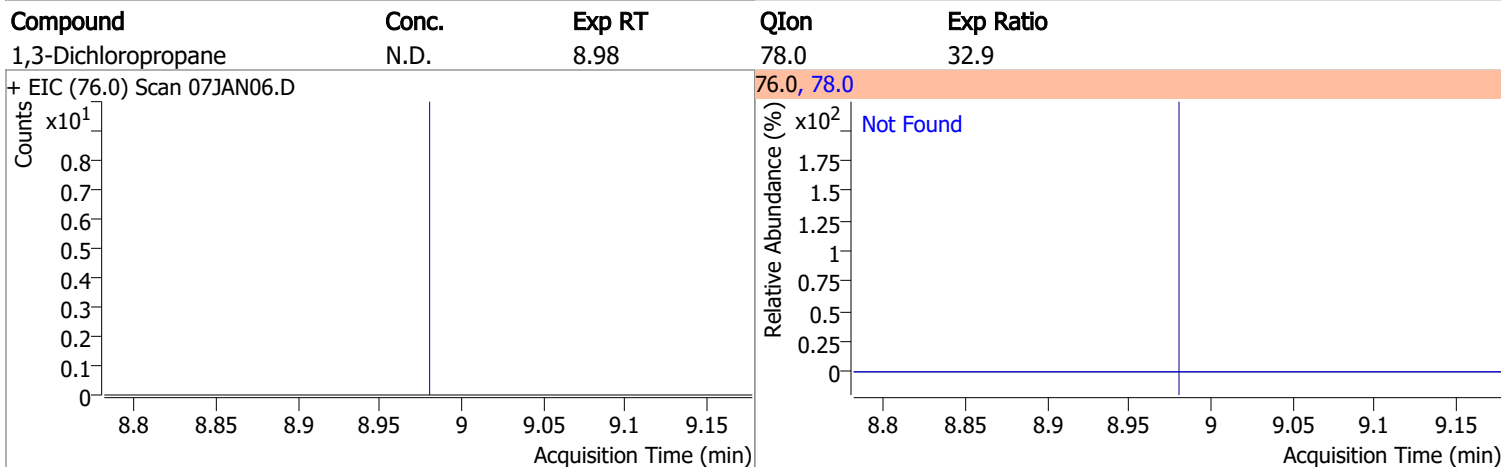 Compound Conc. Exp RT QIon Exp Ratio
1,3-Dichloropropane N.D. 8.98 78.0 32.9
+ EIC (76.0) Scan 07JAN06.D
Counts
x10¹
0.8
0.7
0.6
0.5
0.4
0.3
0.2
0.1
0
8.8 8.85 8.9 8.95 9 9.05 9.1 9.15
Acquisition Time (min)
76.0, 78.0
Relative Abundance (%)
x10²
Not Found
1.75
1.5
1.25
1
0.75
0.5
0.25
0
8.8 8.85 8.9 8.95 9 9.05 9.1 9.15
Acquisition Time (min)